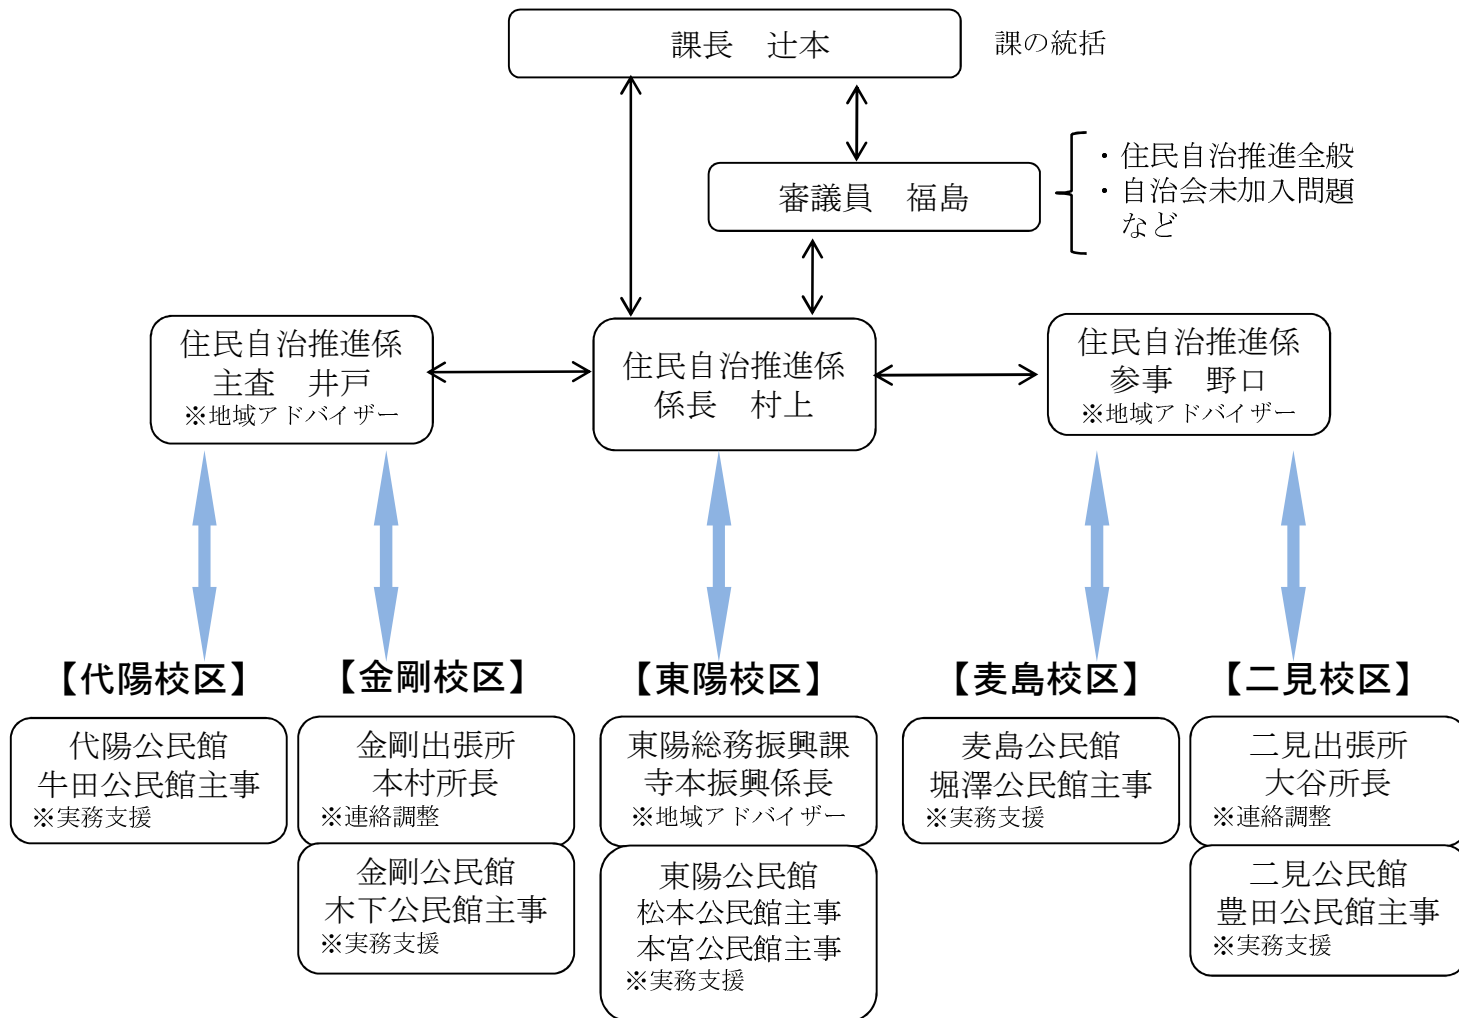 課長　辻本
課の統括
審議員　福島
・住民自治推進全般
・自治会未加入問題
など
住民自治推進係
主査　井戸
※地域アドバイザー
住民自治推進係
係長　村上
住民自治推進係
参事　野口
※地域アドバイザー
【代陽校区】
代陽公民館
牛田公民館主事
※実務支援
【金剛校区】
金剛出張所
本村所長
※連絡調整
金剛公民館
木下公民館主事
※実務支援
【東陽校区】
東陽総務振興課
寺本振興係長
※地域アドバイザー
東陽公民館
松本公民館主事
本宮公民館主事
※実務支援
【麦島校区】
麦島公民館
堀澤公民館主事
※実務支援
【二見校区】
二見出張所
大谷所長
※連絡調整
二見公民館
豊田公民館主事
※実務支援